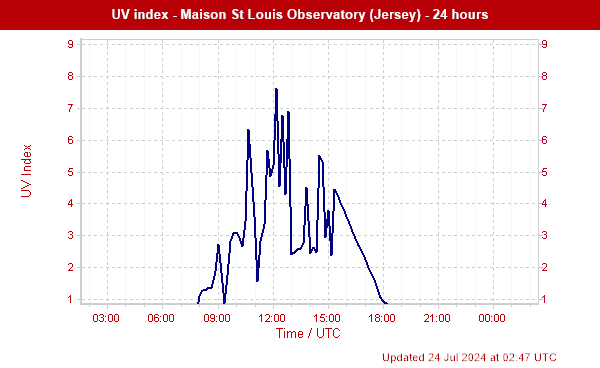 UV index - Maison St Louis Observatory (Jersey) - 24 hours
9 9
8 8
7 7
6 6
5 5
4 4
3 3
2 2
1 1
UV Index
03:00 06:00 09:00 12:00 15:00 18:00 21:00 00:00
Time / UTC
Updated 24 Jul 2024 at 02:47 UTC